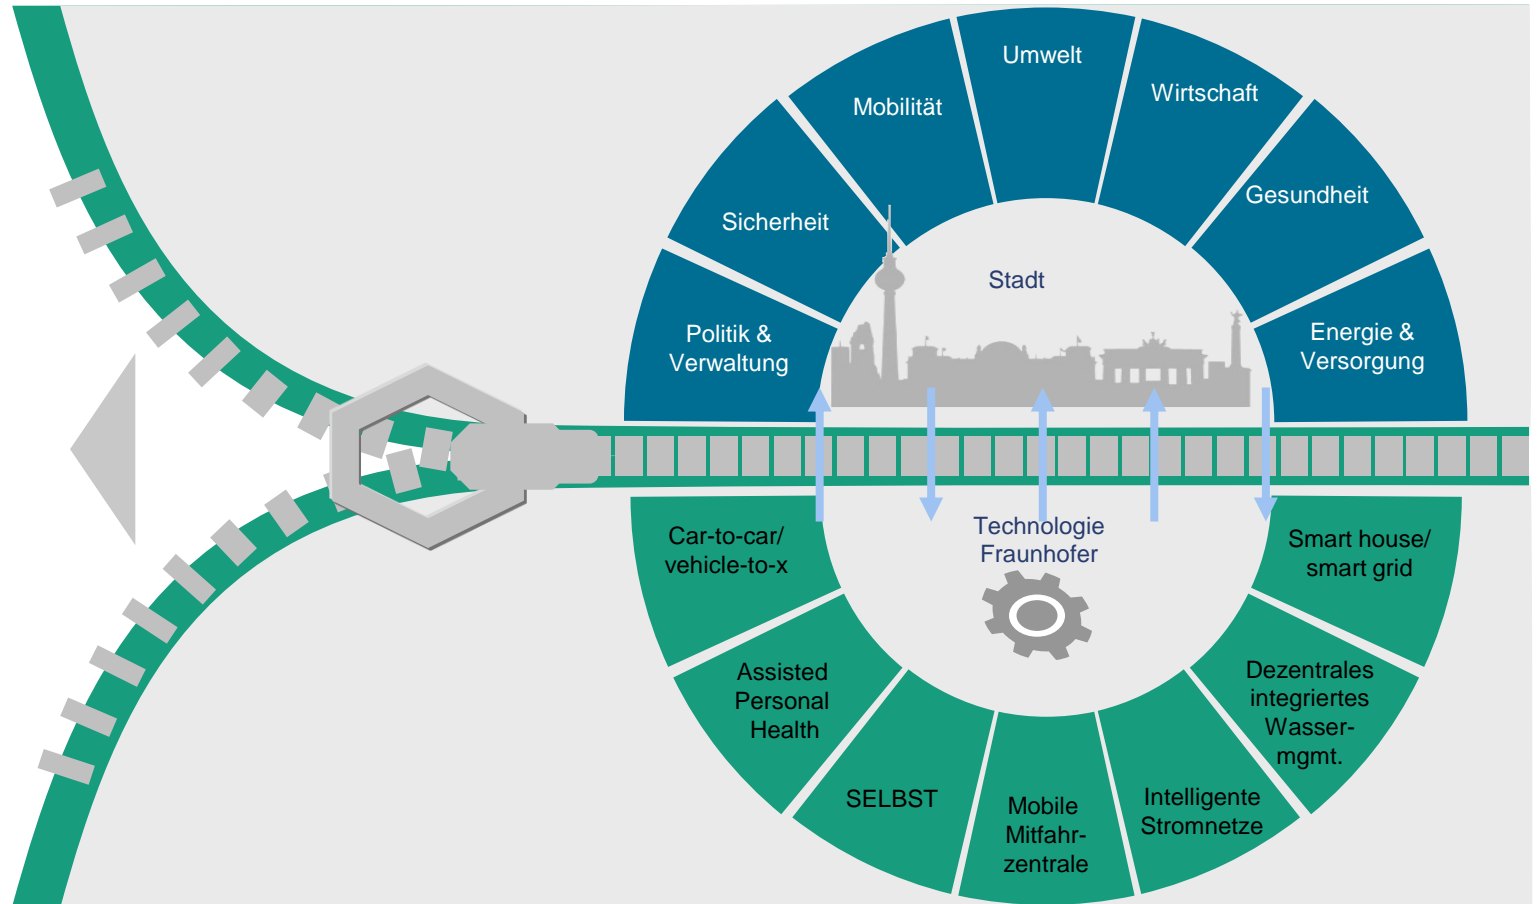 Umwelt
Mobilität
Wirtschaft
Sicherheit
Gesundheit
Stadt
Politik &
Verwaltung
Energie &
Versorgung
Technologie
Fraunhofer
Car-to-car/
vehicle-to-x
Smart house/
smart grid
Assisted
Personal
Health
Dezentrales
integriertes
Wasser-
mgmt.
SELBST
Mobile
Mitfahr-
zentrale
Intelligente
Stromnetze